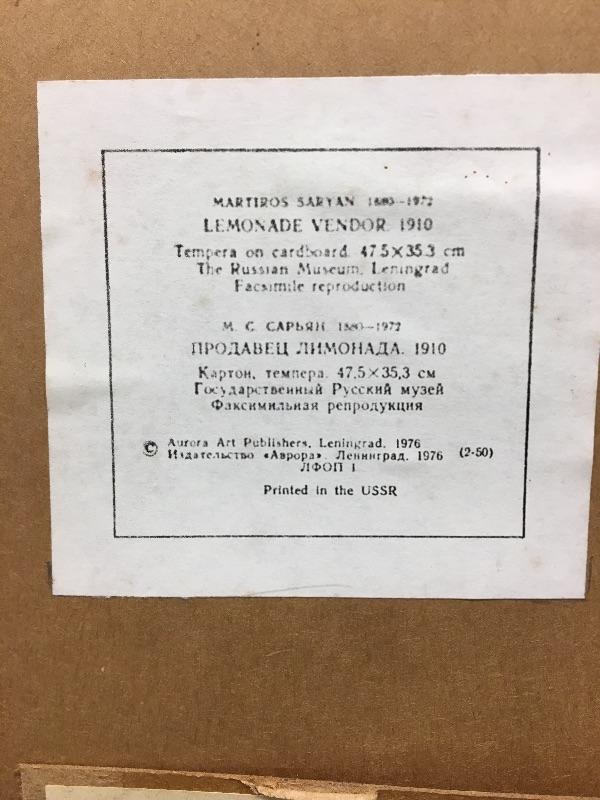 MARTIROS SARYAN 1880–1972
LEMONADE VENDOR. 1910
Tempera on cardboard. 47.5×35.3 cm
The Russian Museum, Leningrad
Facsimile reproduction
М. С. САРЬЯН 1880–1972
ПРОДАВЕЦ ЛИМОНАДА. 1910
Картон, темпера. 47,5×35,3 см
Государственный Русский музей
Факсимильная репродукция
© Aurora Art Publishers, Leningrad, 1976
Издательство «Аврора». Ленинград. 1976 (2-50)
ЛФОП 1
Printed in the USSR